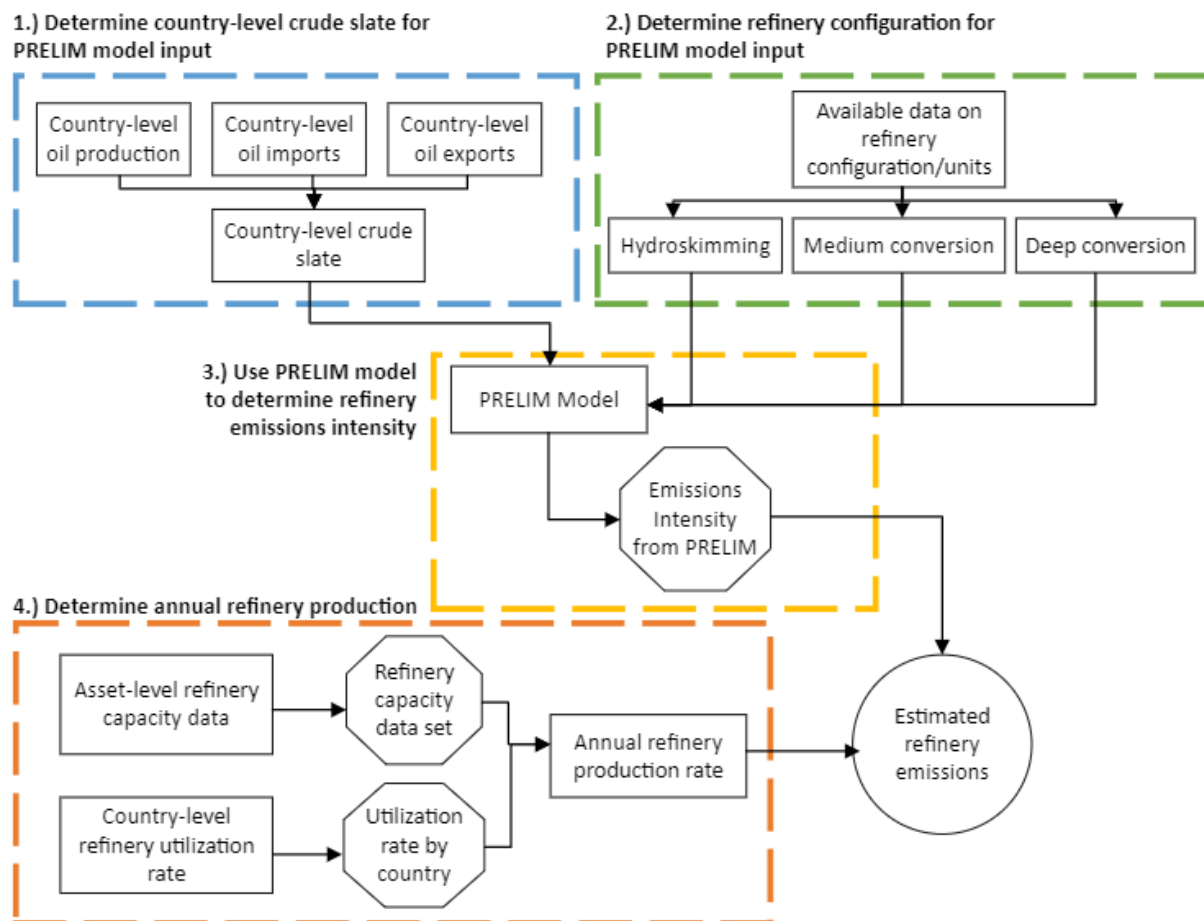 1.) Determine country-level crude slate for
PRELIM model input
2.) Determine refinery configuration for
PRELIM model input
Country-level
oil production
Country-level
oil imports
Country-level
oil exports
Country-level crude
slate
Available data on
refinery
configuration/units
Hydroskimming
Medium conversion
Deep conversion
3.) Use PRELIM model
to determine refinery
emissions intensity
PRELIM Model
Emissions
Intensity
from PRELIM
4.) Determine annual refinery production
Asset-level refinery
capacity data
Refinery
capacity
data set
Country-level
refinery utilization
rate
Utilization
rate by
country
Annual refinery
production rate
Estimated
refinery
emissions